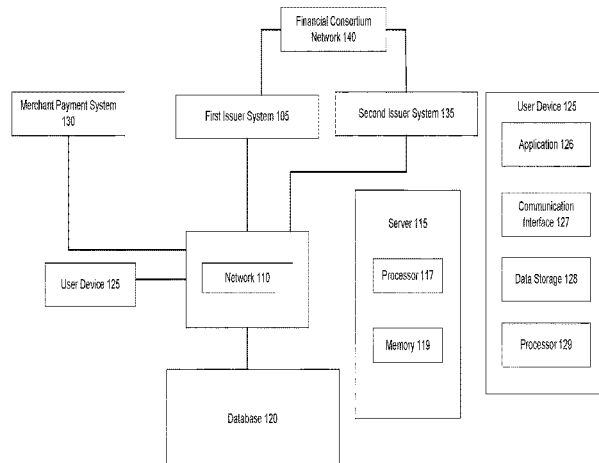 Financial Consortium
Network 140
Merchant Payment System
130
First Issuer System 105
Second Issuer System 135
User Device 125
Application 126
Communication
Interface 127
Data Storage 128
Processor 129
Server 115
Processor 117
Memory 119
Network 110
User Device 125
Database 120